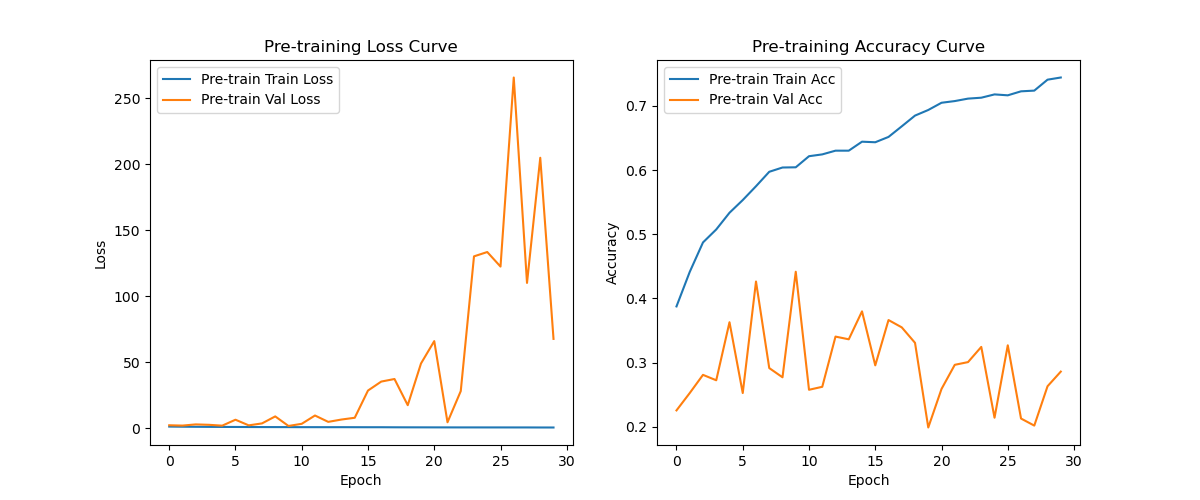 Pre-training Loss Curve
Pre-train Train Loss
Pre-train Val Loss
250
200
150
100
50
0
Loss
0 5 10 15 20 25 30
Epoch
Pre-training Accuracy Curve
Pre-train Train Acc
Pre-train Val Acc
0.7
0.6
0.5
0.4
0.3
0.2
Accuracy
0 5 10 15 20 25 30
Epoch